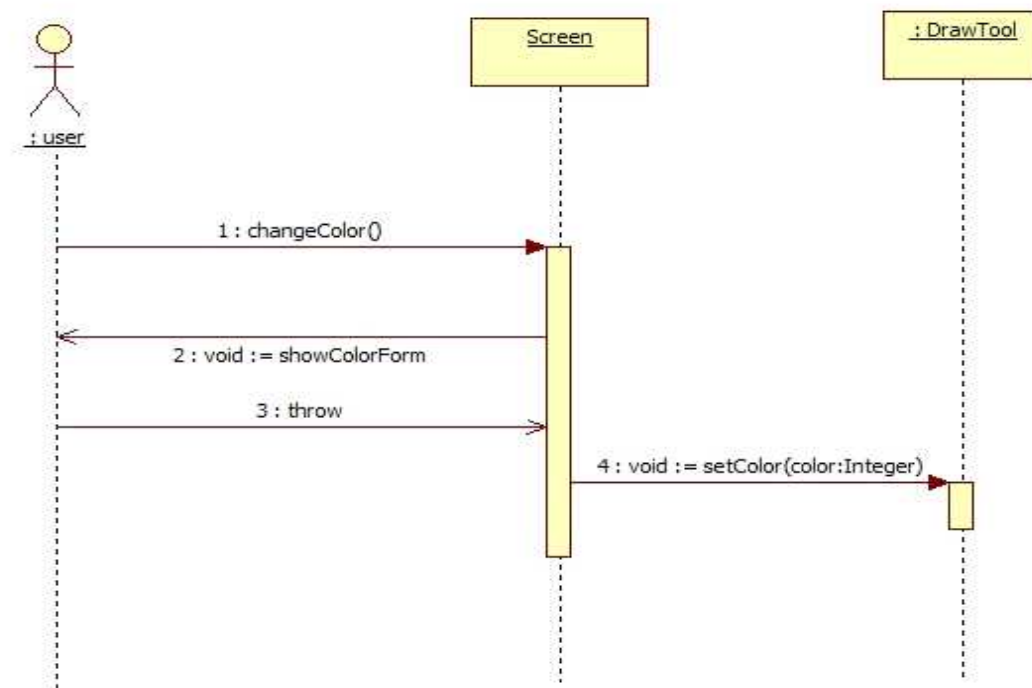 Screen
: DrawTool
: user
1 : changeColor()
2 : void := showColorForm
3 : throw
4 : void := setColor(color:Integer)